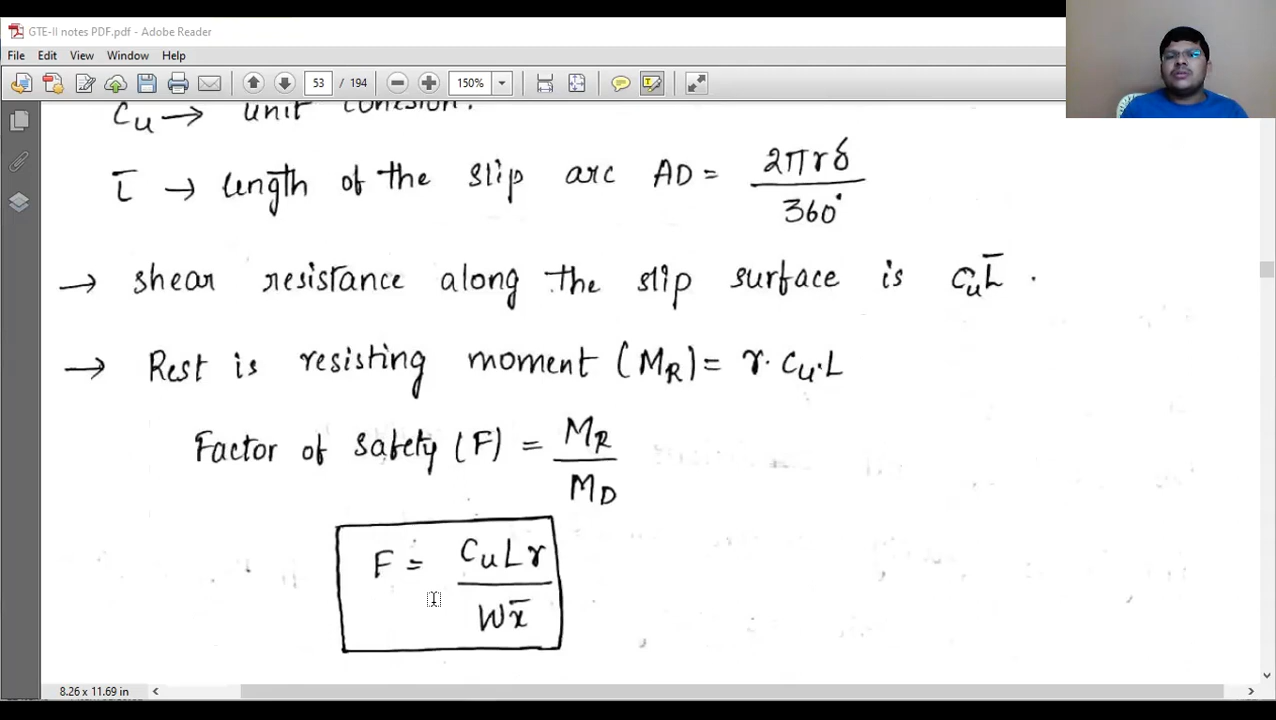 GTE-II notes PDF.pdf - Adobe Reader
File Edit View Window Help
53 / 194 150%
Cu → unit cohesion.
L̅ → length of the slip arc AD = 2πrδ / 360°
→ shear resistance along the slip surface is CuL̅ .
→ Rest is resisting moment (MR) = r. Cu. L
Factor of safety (F) = MR / MD
F = CuLr / Wx̅
8.26 x 11.69 in